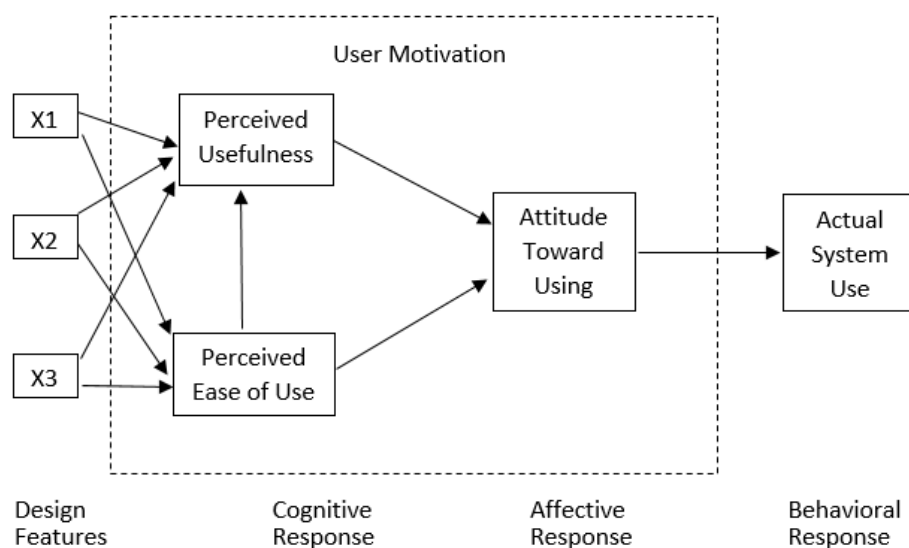 User Motivation
X1
Perceived
Usefulness
X2
Attitude
Toward
Using
Actual
System
Use
X3
Perceived
Ease of Use
Design
Features
Cognitive
Response
Affective
Response
Behavioral
Response